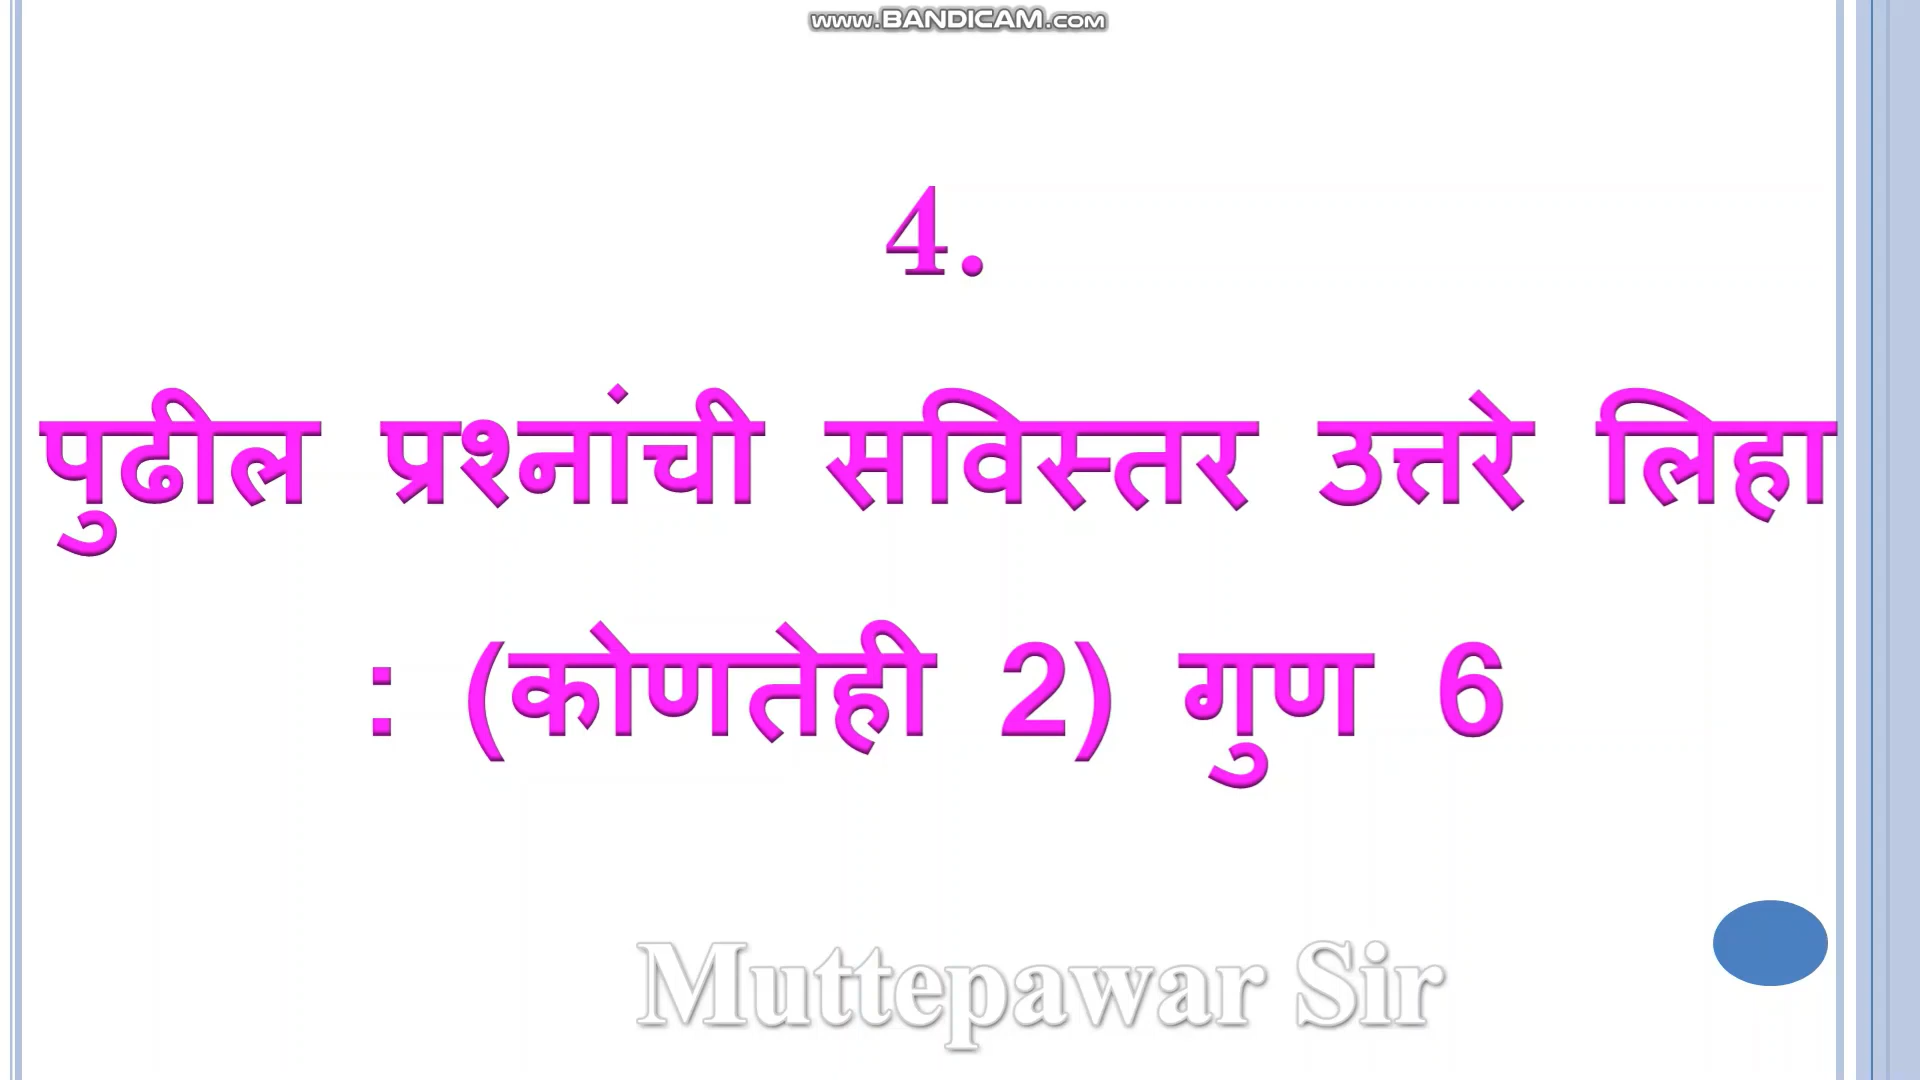 www.BANDICAM.com
4.
पुढील प्रश्नांची सविस्तर उत्तरे लिहा
: (कोणतेही 2) गुण 6
Muttepawar Sir